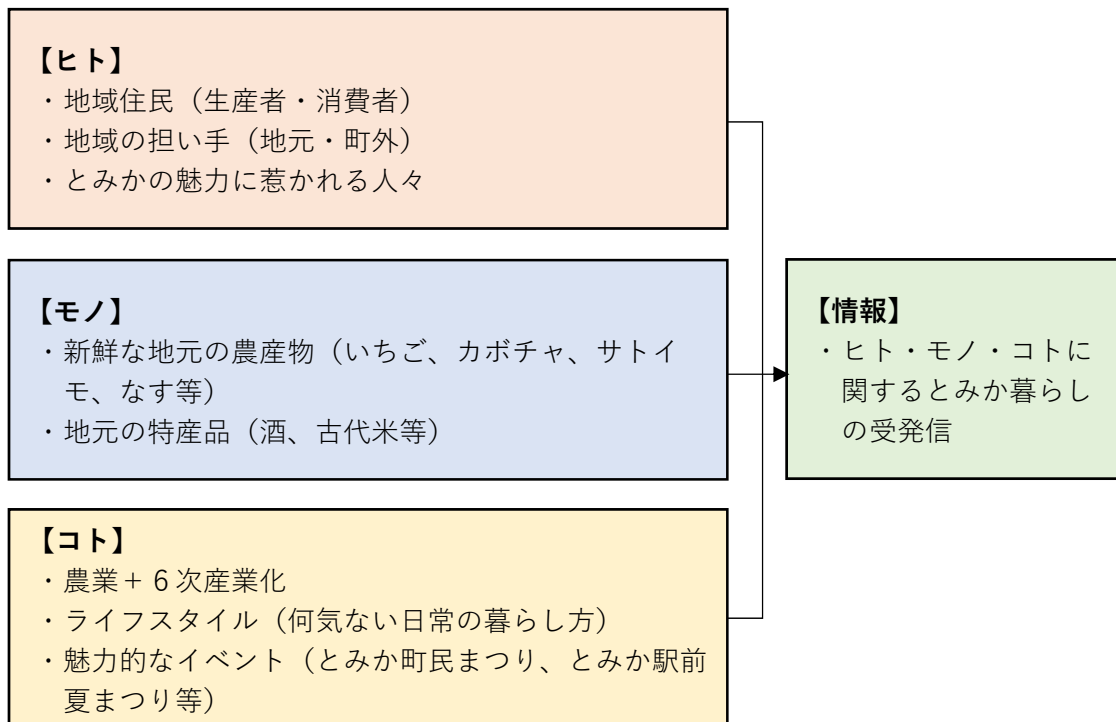 【ヒト】
・地域住民（生産者・消費者）
・地域の担い手（地元・町外）
・とみかの魅力に惹かれる人々
【モノ】
・新鮮な地元の農産物（いちご、カボチャ、サトイ
モ、なす等）
・地元の特産品（酒、古代米等）
【コト】
・農業＋６次産業化
・ライフスタイル（何気ない日常の暮らし方）
・魅力的なイベント（とみか町民まつり、とみか駅前
夏まつり等）
【情報】
・ヒト・モノ・コトに
関するとみか暮らし
の受発信